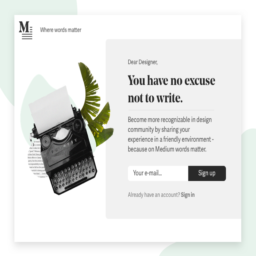 M
Where words matter
Dear Designer,
You have no excuse
not to write.
Become more recognizable in design
community by sharing your
experience in a friendly environment -
because on Medium words matter.
Your e-mail...
Sign up
Already have an account? Sign in